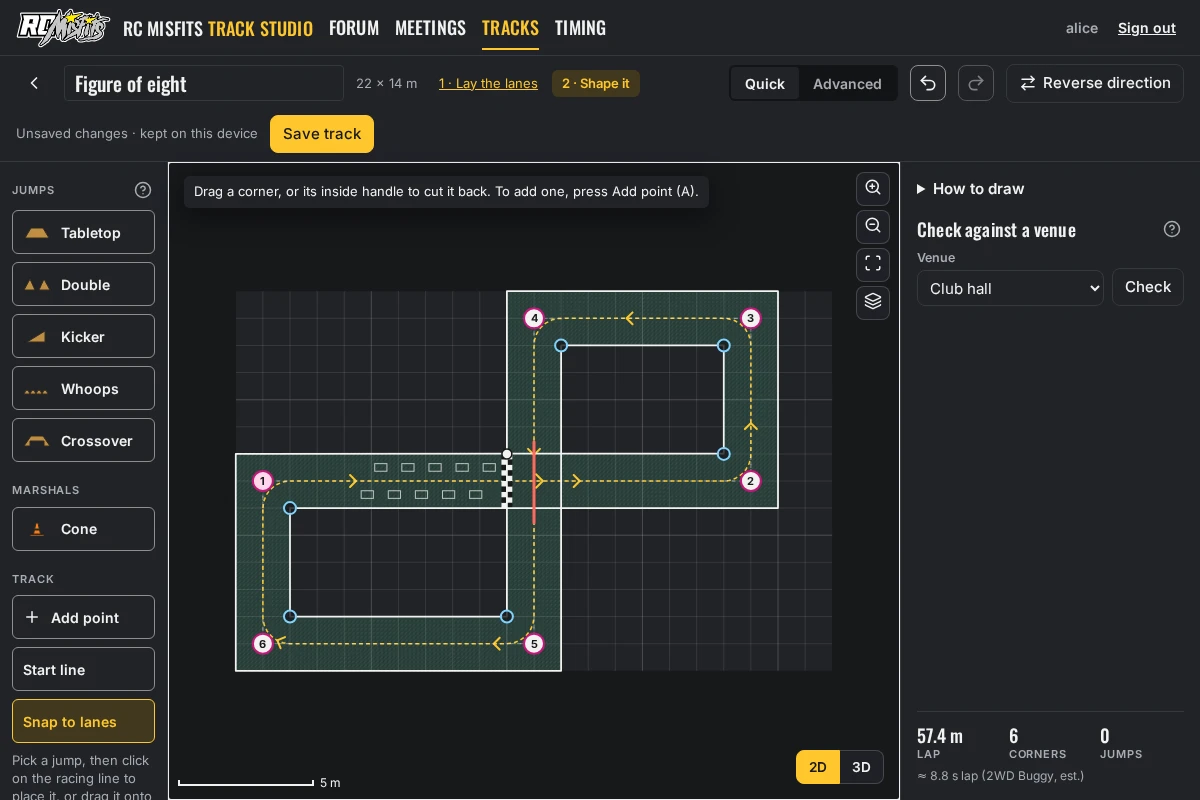 RC Misfits
RC MISFITS TRACK STUDIO
FORUM
MEETINGS
TRACKS
TIMING
alice
Sign out
Figure of eight
22 × 14 m
1 · Lay the lanes
2 · Shape it
Quick
Advanced
Reverse direction
Unsaved changes · kept on this device
Save track
JUMPS
Tabletop
Double
Kicker
Whoops
Crossover
MARSHALS
Cone
TRACK
Add point
Start line
Snap to lanes
Pick a jump, then click
on the racing line to
place it, or drag it onto
Drag a corner, or its inside handle to cut it back. To add one, press Add point (A).
4
3
1
2
6
5
5 m
2D
3D
How to draw
Check against a venue
Venue
Club hall
Check
57.4 m
LAP
6
CORNERS
0
JUMPS
≈ 8.8 s lap (2WD Buggy, est.)